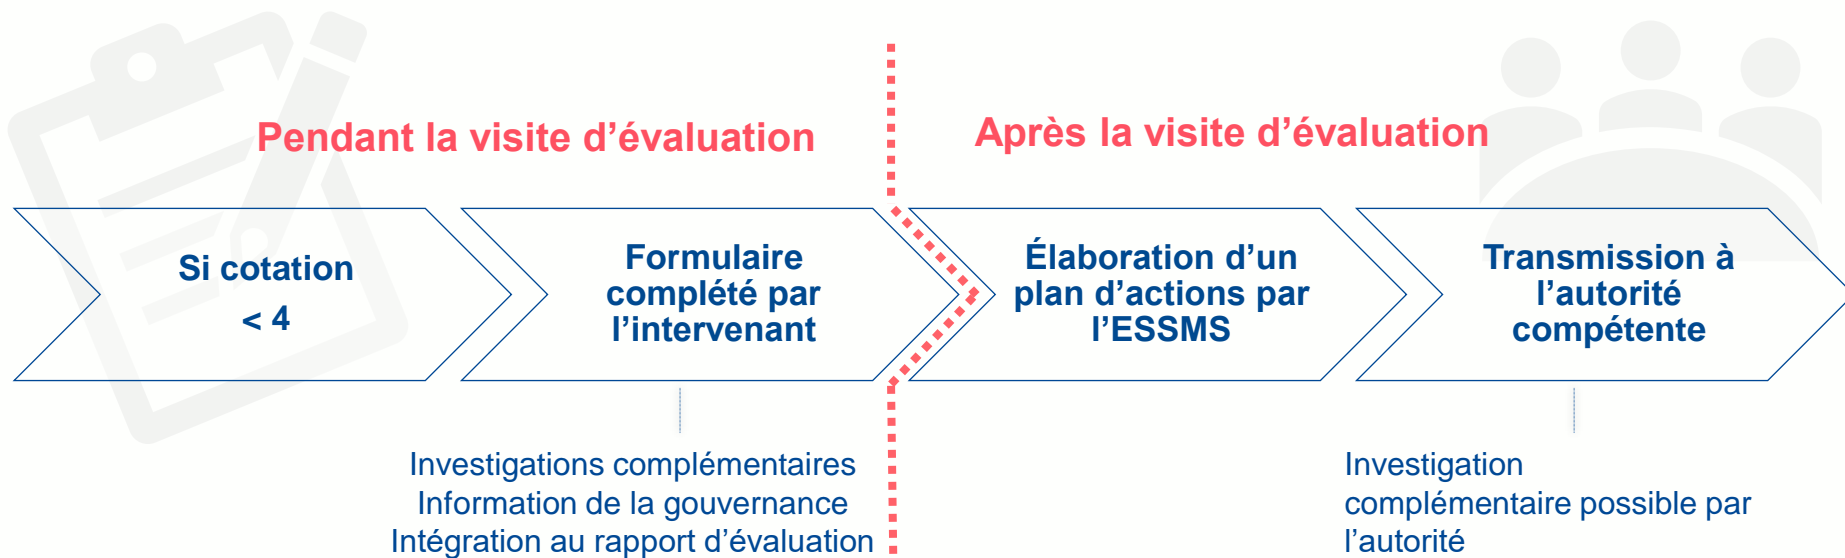 Pendant la visite d’évaluation
Après la visite d’évaluation
Si cotation
< 4
Formulaire
complété par
l’intervenant
Élaboration d’un
plan d’actions par
l’ESSMS
Transmission à
l’autorité
compétente
Investigations complémentaires
Information de la gouvernance
Intégration au rapport d’évaluation
Investigation
complémentaire possible par
l’autorité